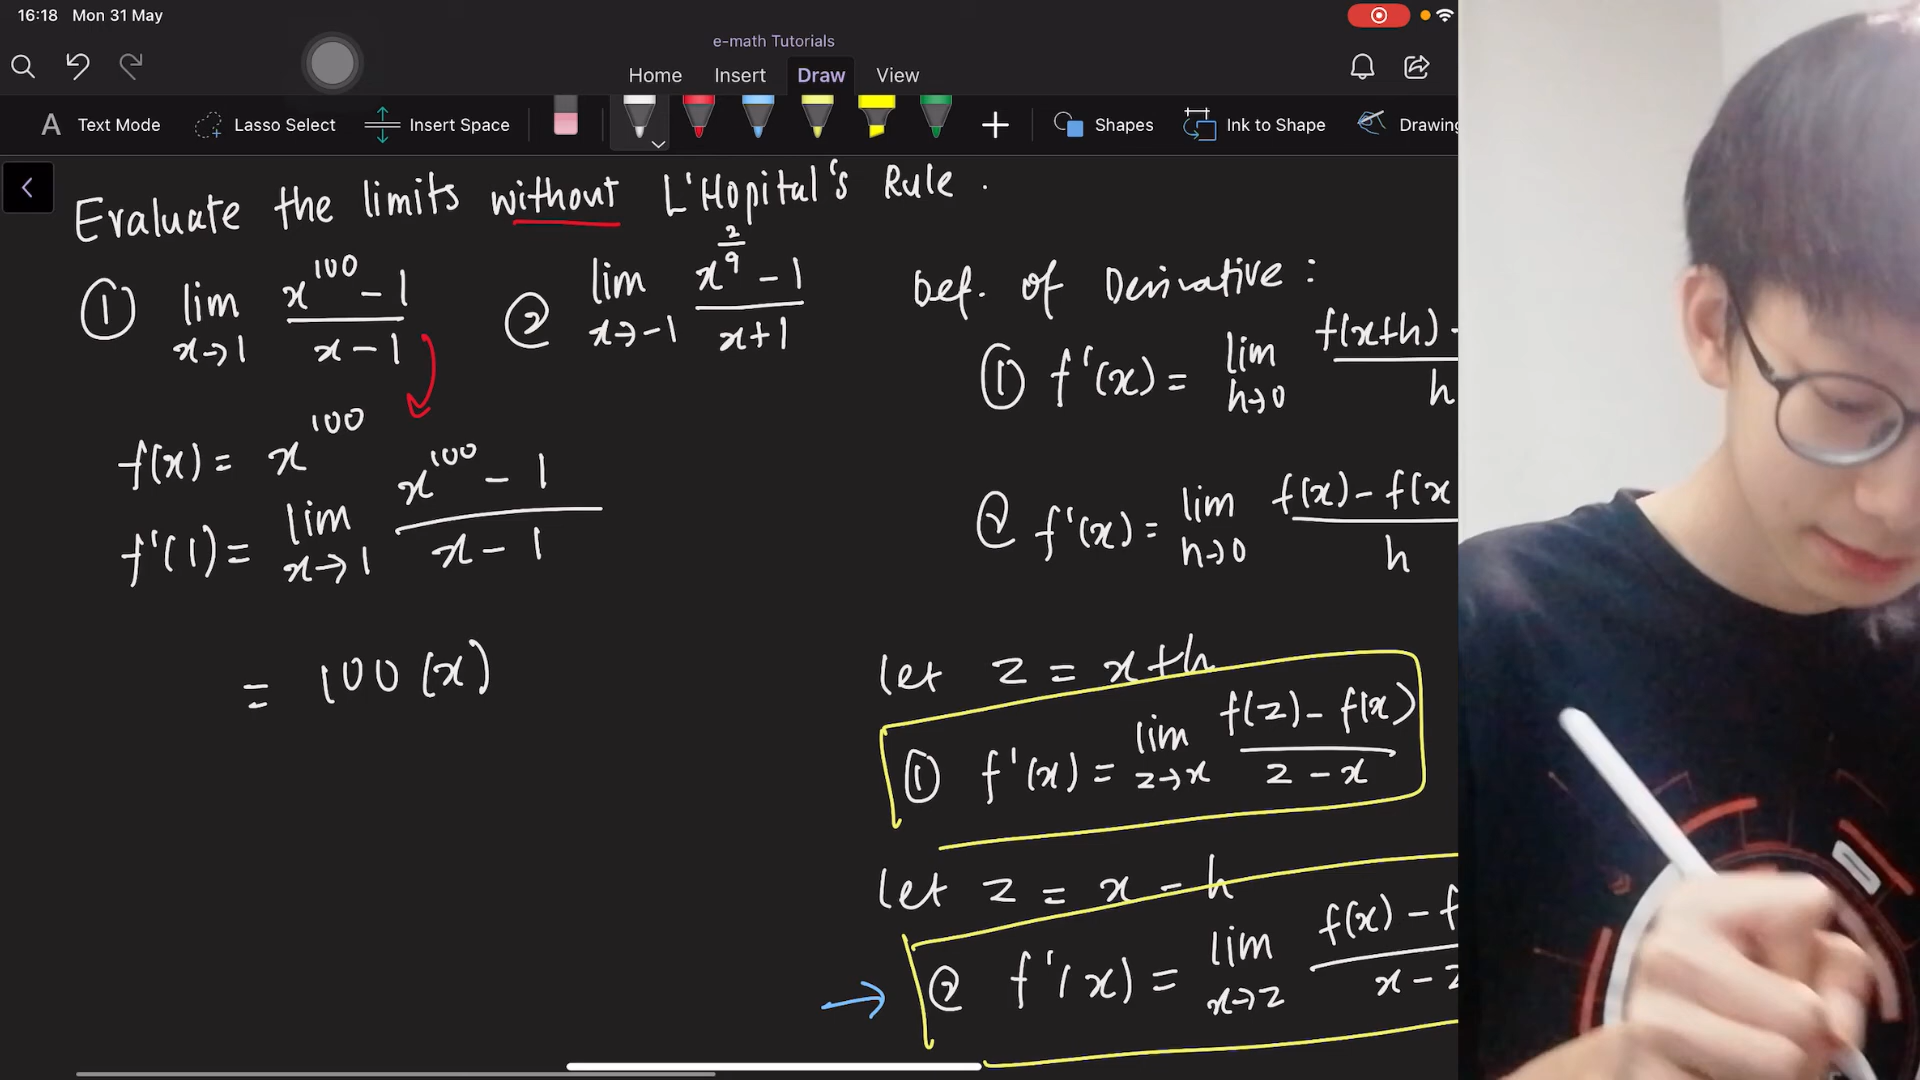 16:18 Mon 31 May
e-math Tutorials
Home Insert Draw View
A Text Mode Lasso Select Insert Space Shapes Ink to Shape Drawing
Evaluate the limits without L'Hopital's Rule .
① lim x→1 x^100 - 1 / x - 1
② lim x→-1 x^(2/9) - 1 / x + 1
f(x) = x^100
f'(1) = lim x→1 x^100 - 1 / x - 1
= 100 (x)
Def. of Derivative :
① f'(x) = lim h→0 f(x+h) - / h
② f'(x) = lim h→0 f(x) - f(x / h
let z = x + h
① f'(x) = lim z→x f(z) - f(x) / z - x
let z = x - h
→ ② f'(x) = lim x→z f(x) - f / x - z